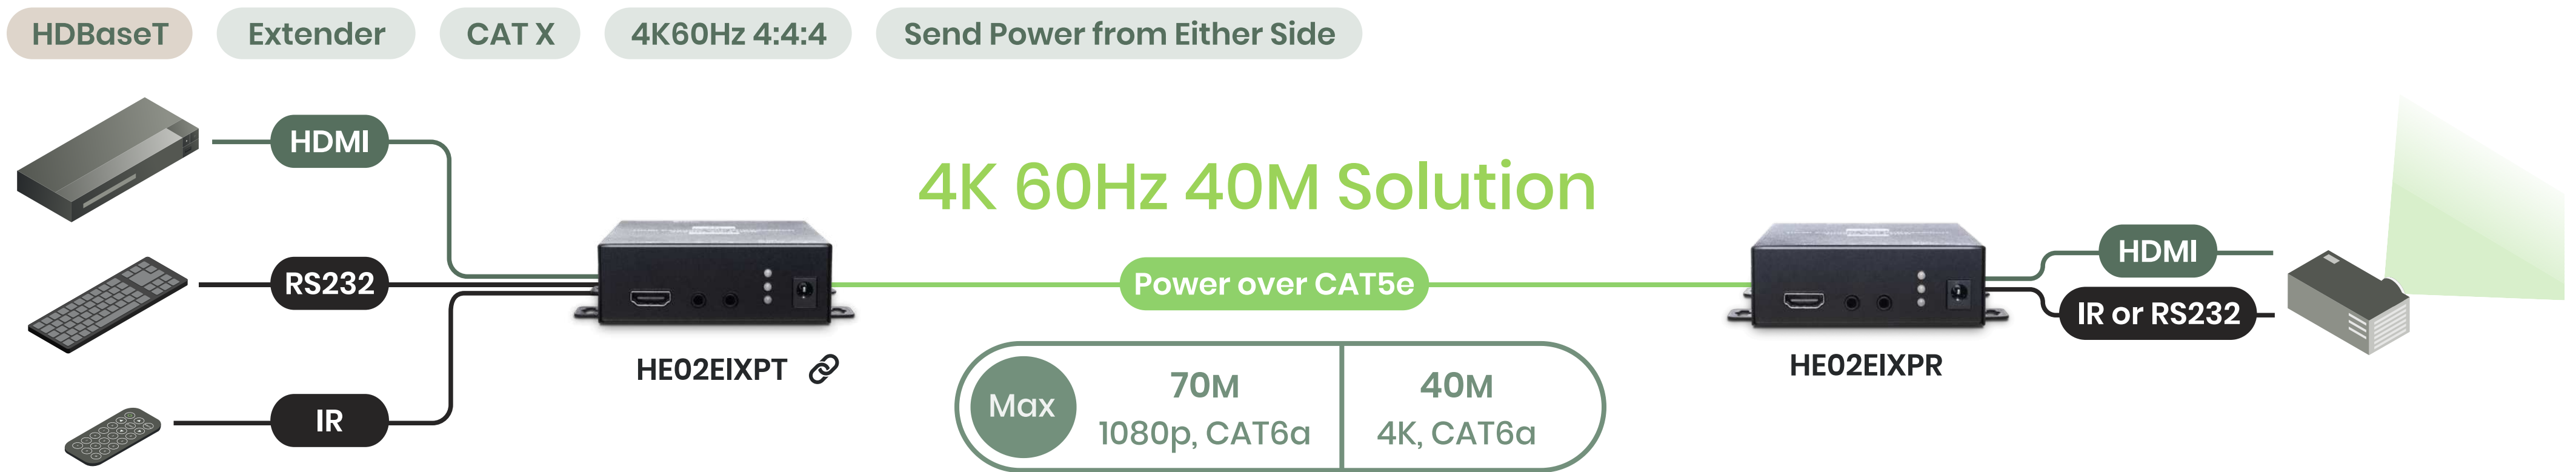 HDBaseT
Extender
CAT X
4K60Hz 4:4:4
Send Power from Either Side
HDMI
RS232
IR
HE02EIXPT
4K 60Hz 40M Solution
Power over CAT5e
Max
70M
1080p, CAT6a
40M
4K, CAT6a
HE02EIXPR
HDMI
IR or RS232